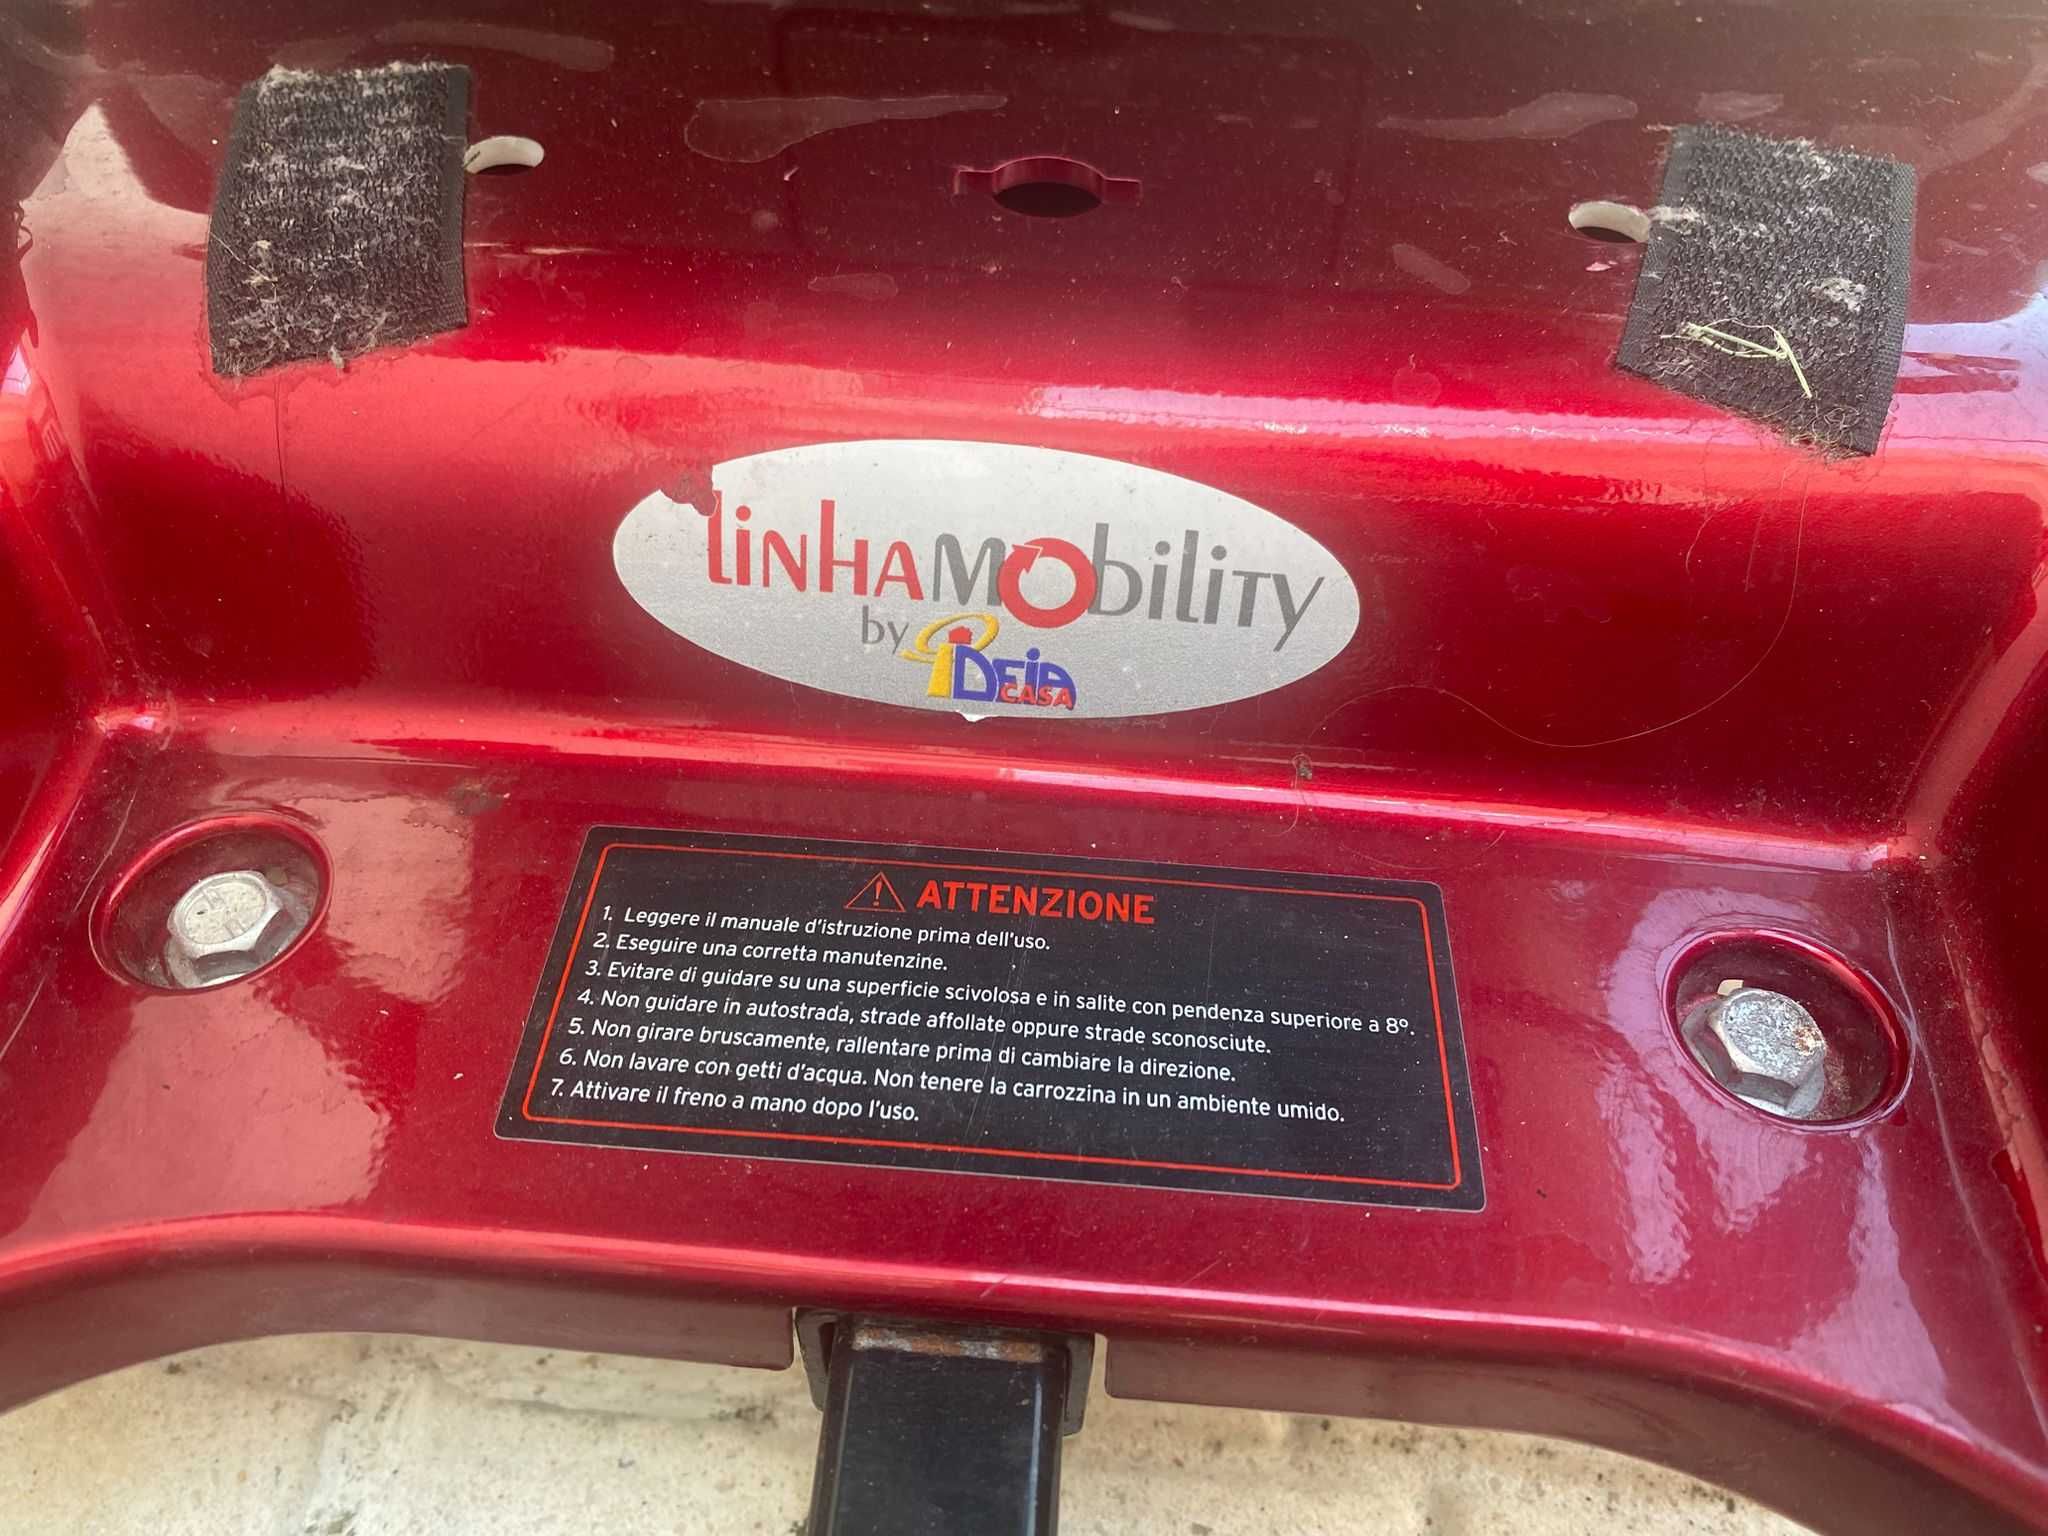 LINHAMOBILITY
by IDEIA
CASA
ATTENZIONE
1. Leggere il manuale d'istruzione prima dell'uso.
2. Eseguire una corretta manutenzine.
3. Evitare di guidare su una superficie scivolosa e in salite con pendenza superiore a 8°.
4. Non guidare in autostrada, strade affollate oppure strade sconosciute.
5. Non girare bruscamente, rallentare prima di cambiare la direzione.
6. Non lavare con getti d'acqua. Non tenere la carrozzina in un ambiente umido.
7. Attivare il freno a mano dopo l'uso.